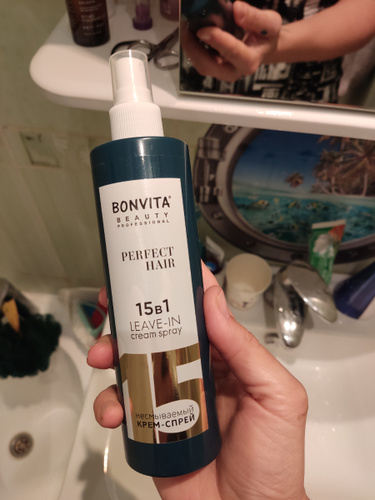 BONVITA®
BEAUTY
PROFESSIONAL
PERFECT
HAIR
15в1
LEAVE-IN
cream spray
несмываемый
КРЕМ-СПРЕЙ